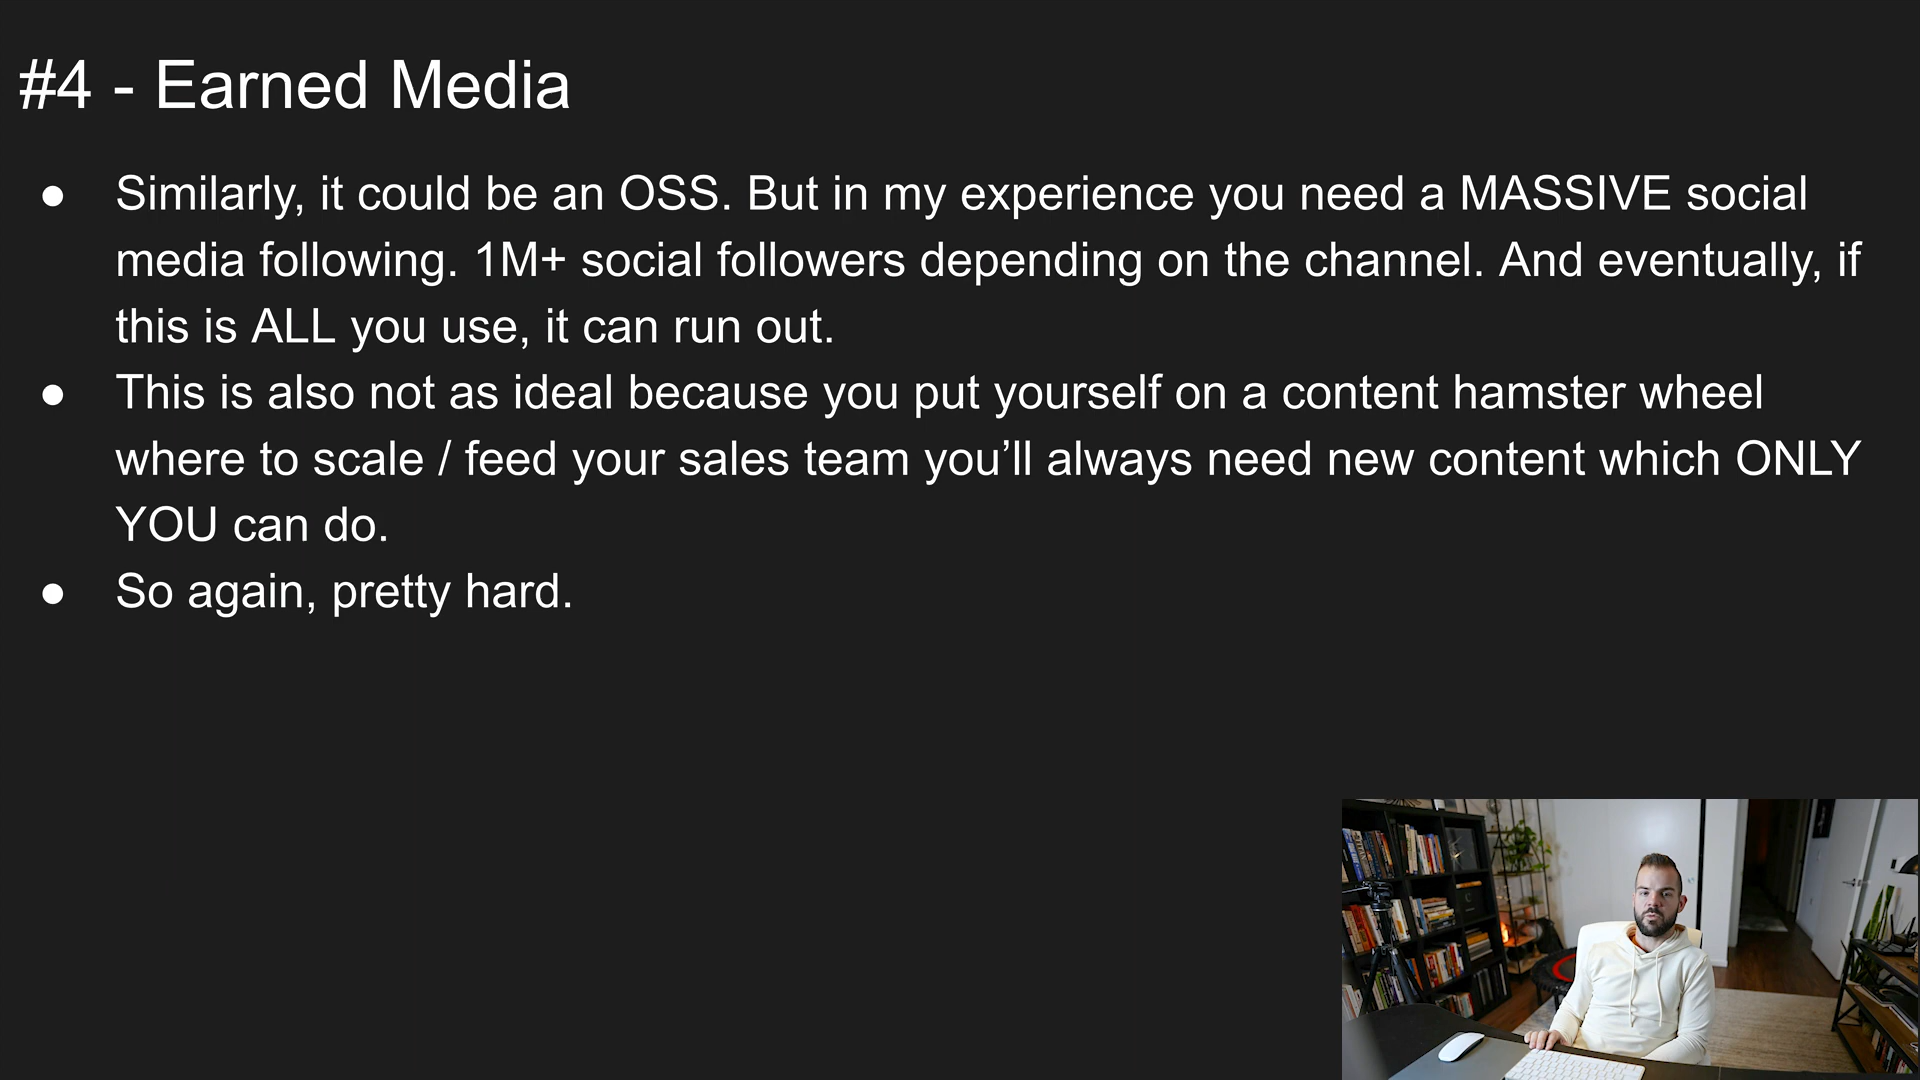 #4 - Earned Media
● Similarly, it could be an OSS. But in my experience you need a MASSIVE social
media following. 1M+ social followers depending on the channel. And eventually, if
this is ALL you use, it can run out.
● This is also not as ideal because you put yourself on a content hamster wheel
where to scale / feed your sales team you’ll always need new content which ONLY
YOU can do.
● So again, pretty hard.